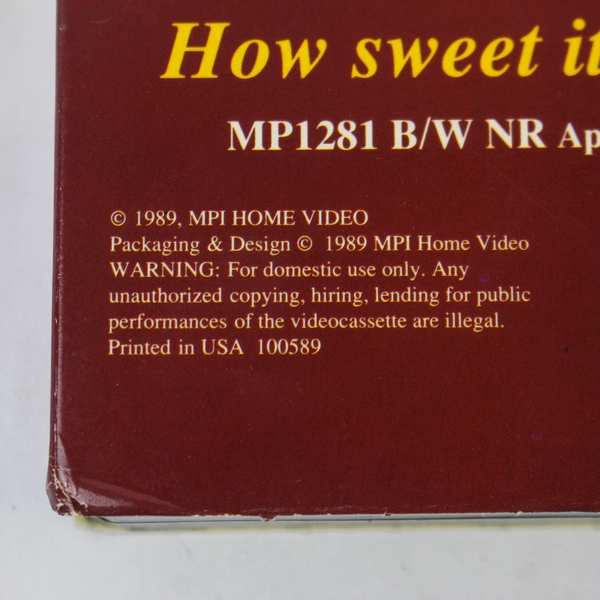 How sweet it
MP1281 B/W NR Ap
© 1989, MPI HOME VIDEO
Packaging & Design © 1989 MPI Home Video
WARNING: For domestic use only. Any
unauthorized copying, hiring, lending for public
performances of the videocassette are illegal.
Printed in USA 100589